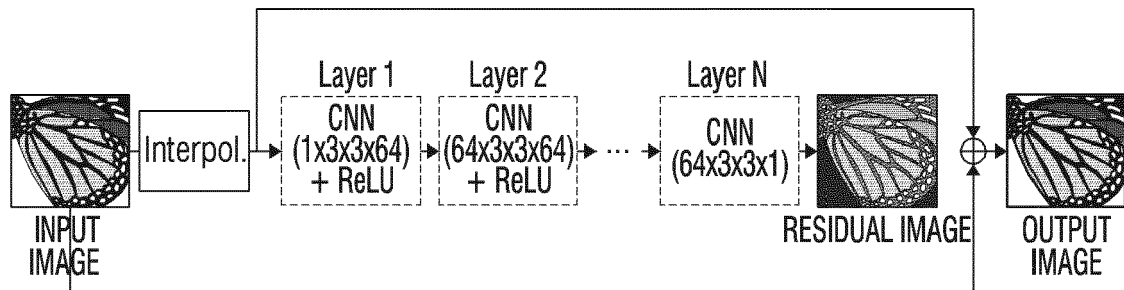 Layer 1
Layer 2
Layer N
Interpol.
CNN
(1x3x3x64)
+ ReLU
CNN
(64x3x3x64)
+ ReLU
...
CNN
(64x3x3x1)
INPUT
IMAGE
RESIDUAL IMAGE
OUTPUT
IMAGE